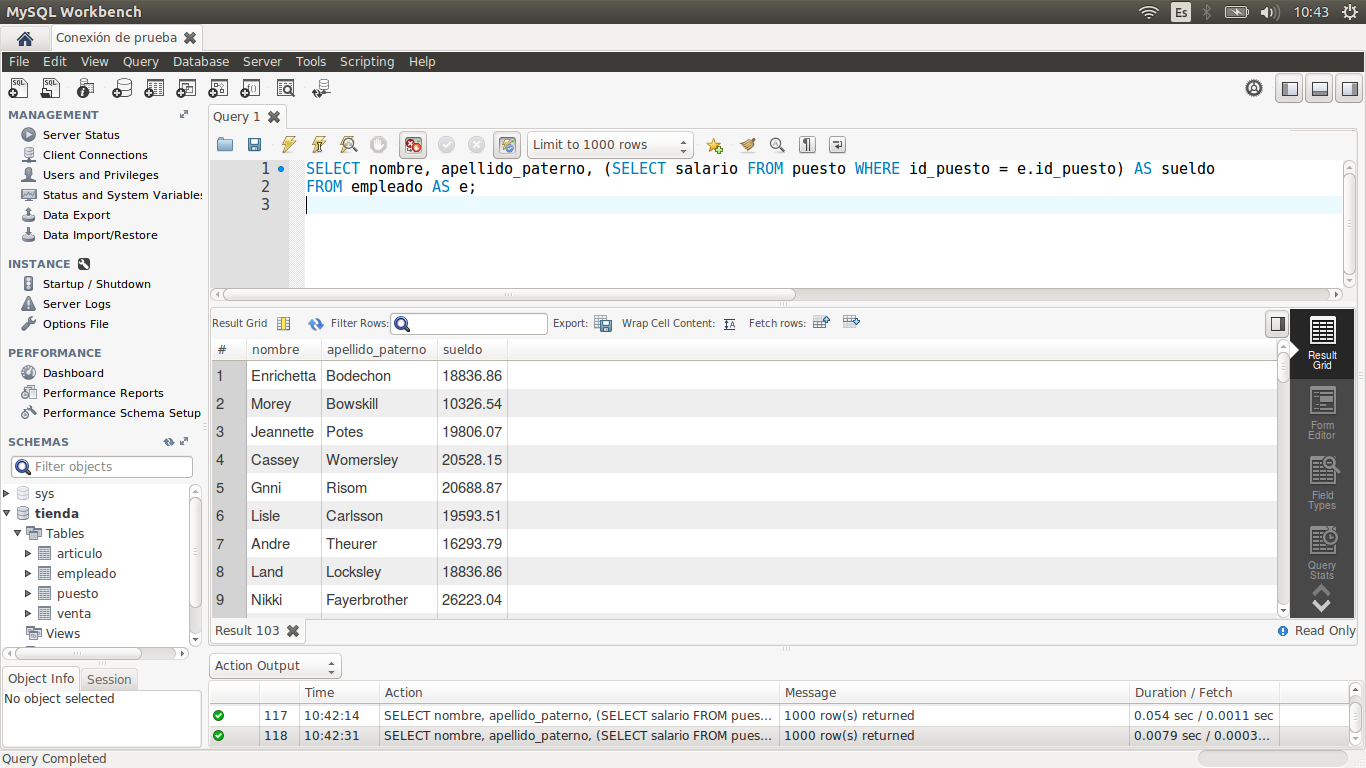 MySQL Workbench
Es
10:43
Conexión de prueba
File Edit View Query Database Server Tools Scripting Help
MANAGEMENT
Server Status
Client Connections
Users and Privileges
Status and System Variables
Data Export
Data Import/Restore
INSTANCE
Startup / Shutdown
Server Logs
Options File
PERFORMANCE
Dashboard
Performance Reports
Performance Schema Setup
SCHEMAS
Filter objects
sys
tienda
Tables
articulo
empleado
puesto
venta
Views
Object Info Session
No object selected
Query 1
Limit to 1000 rows
1 SELECT nombre, apellido_paterno, (SELECT salario FROM puesto WHERE id_puesto = e.id_puesto) AS sueldo
2 FROM empleado AS e;
3
Result Grid Filter Rows: Export: Wrap Cell Content: Fetch rows:
# nombre apellido_paterno sueldo
1 Enrichetta Bodechon 18836.86
2 Morey Bowskill 10326.54
3 Jeannette Potes 19806.07
4 Cassey Womersley 20528.15
5 Gnni Risom 20688.87
6 Lisle Carlsson 19593.51
7 Andre Theurer 16293.79
8 Land Locksley 18836.86
9 Nikki Fayerbrother 26223.04
Result Grid
Form Editor
Field Types
Query Stats
Result 103
Read Only
Action Output
Time Action Message Duration / Fetch
117 10:42:14 SELECT nombre, apellido_paterno, (SELECT salario FROM pues... 1000 row(s) returned 0.054 sec / 0.0011 sec
118 10:42:31 SELECT nombre, apellido_paterno, (SELECT salario FROM pues... 1000 row(s) returned 0.0079 sec / 0.0003...
Query Completed